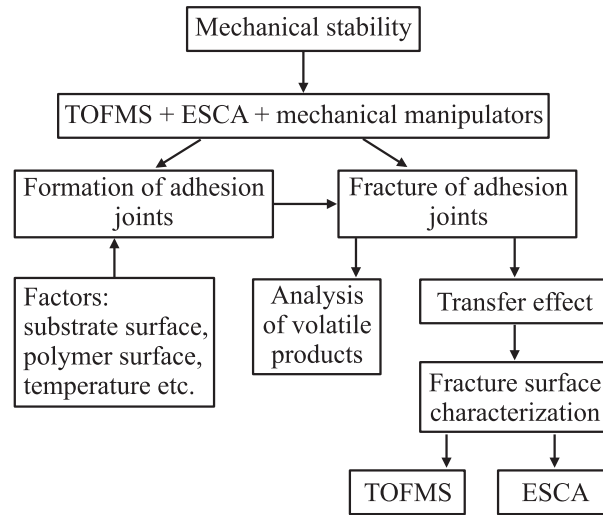 Mechanical stability
TOFMS + ESCA + mechanical manipulators
Formation of adhesion
joints
Fracture of adhesion
joints
Factors:
substrate surface,
polymer surface,
temperature etc.
Analysis
of volatile
products
Transfer effect
Fracture surface
characterization
TOFMS
ESCA